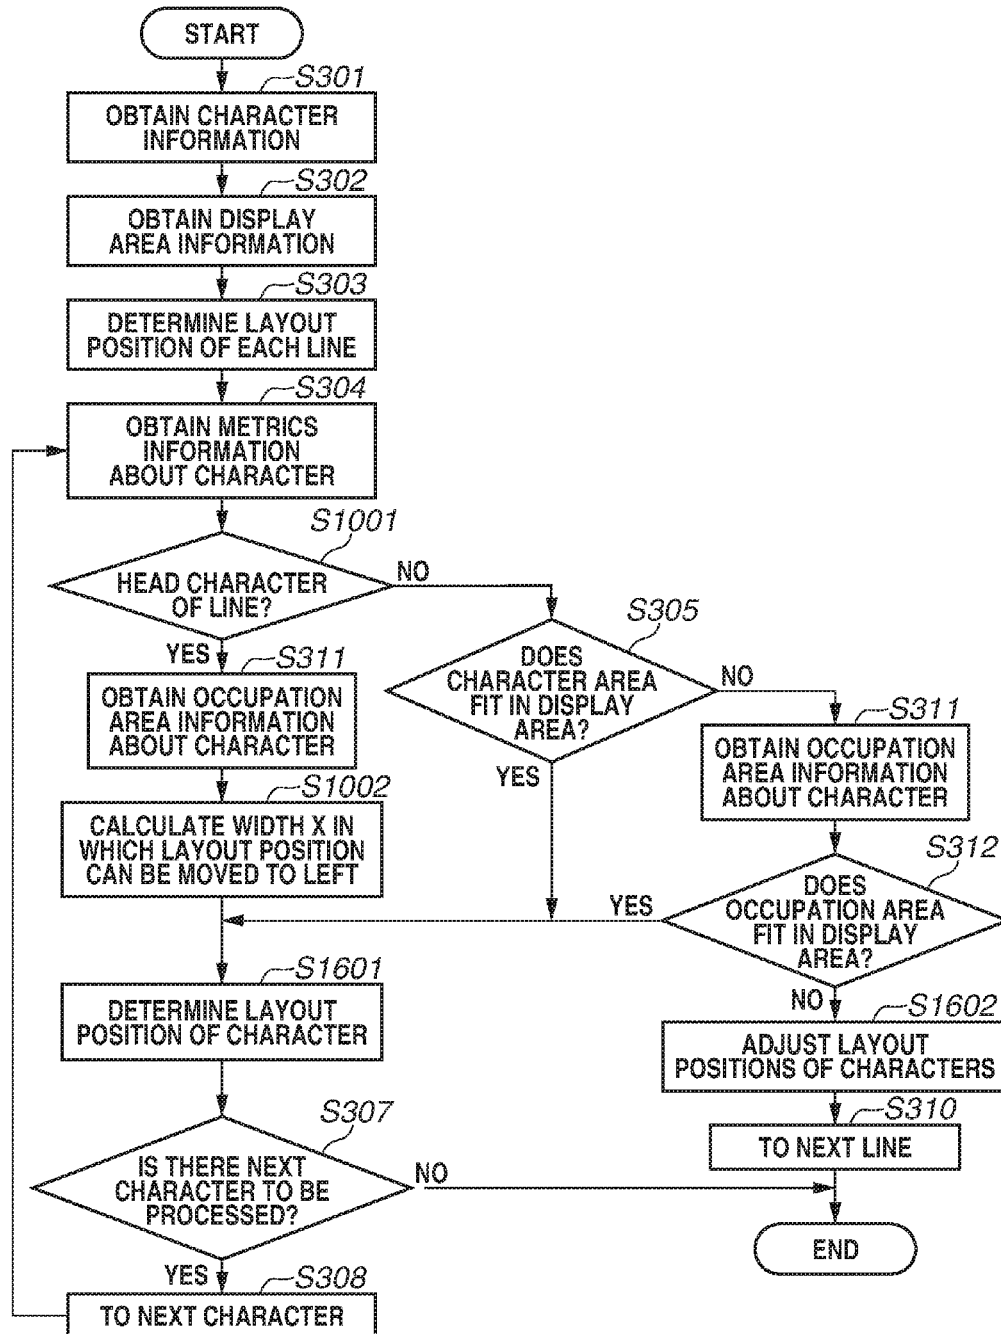 START
S301
OBTAIN CHARACTER
INFORMATION
S302
OBTAIN DISPLAY
AREA INFORMATION
S303
DETERMINE LAYOUT
POSITION OF EACH LINE
S304
OBTAIN METRICS
INFORMATION
ABOUT CHARACTER
S1001
HEAD CHARACTER
OF LINE?
NO
YES
S305
DOES
CHARACTER AREA
FIT IN DISPLAY
AREA?
NO
YES
S311
OBTAIN OCCUPATION
AREA INFORMATION
ABOUT CHARACTER
S311
OBTAIN OCCUPATION
AREA INFORMATION
ABOUT CHARACTER
S1002
CALCULATE WIDTH X IN
WHICH LAYOUT POSITION
CAN BE MOVED TO LEFT
S312
DOES
OCCUPATION AREA
FIT IN DISPLAY
AREA?
YES
NO
S1601
DETERMINE LAYOUT
POSITION OF CHARACTER
S1602
ADJUST LAYOUT
POSITIONS OF CHARACTERS
S310
TO NEXT LINE
S307
IS THERE NEXT
CHARACTER TO BE
PROCESSED?
NO
YES
END
S308
TO NEXT CHARACTER